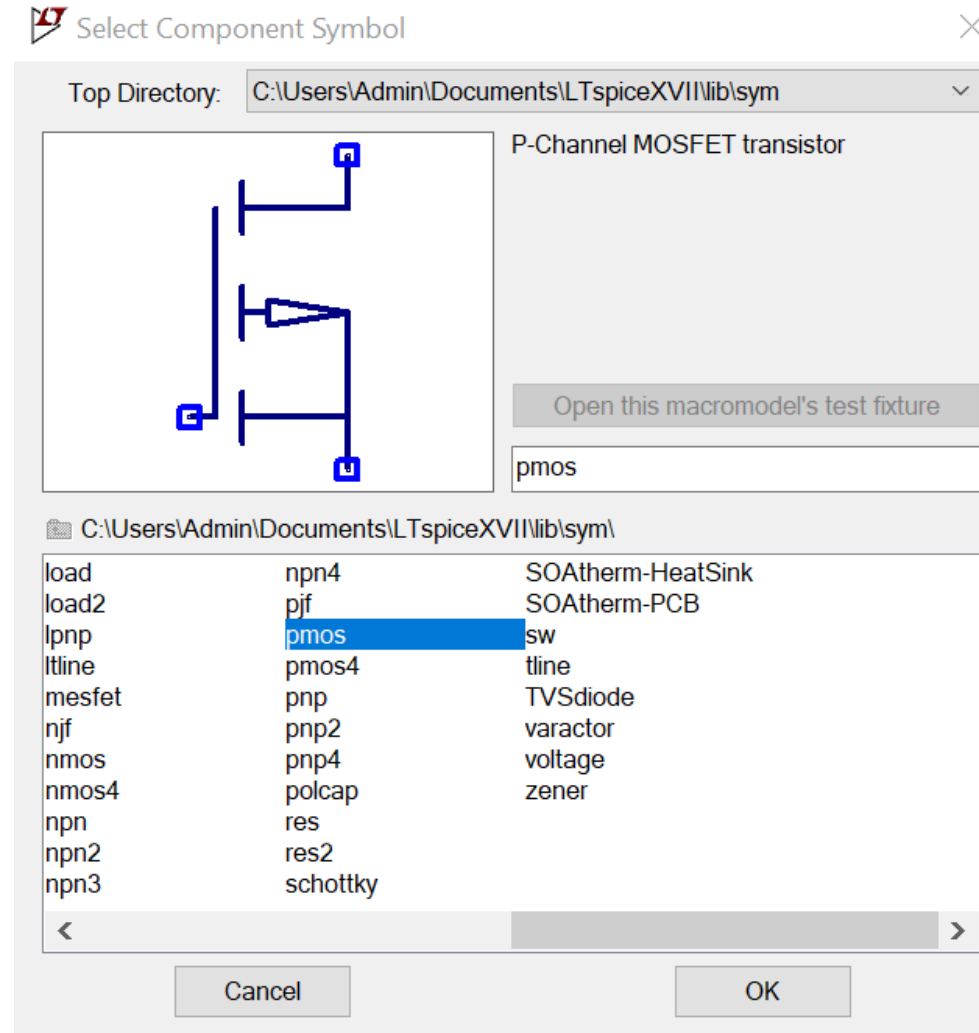 Select Component Symbol
Top Directory: C:\Users\Admin\Documents\LTspiceXVII\lib\sym
P-Channel MOSFET transistor
Open this macromodel's test fixture
pmos
C:\Users\Admin\Documents\LTspiceXVII\lib\sym\
load npn4 SOAtherm-HeatSink
load2 pjf SOAtherm-PCB
lpnp pmos sw
ltline pmos4 tline
mesfet pnp TVSdiode
njf pnp2 varactor
nmos pnp4 voltage
nmos4 polcap zener
npn res
npn2 res2
npn3 schottky
Cancel OK